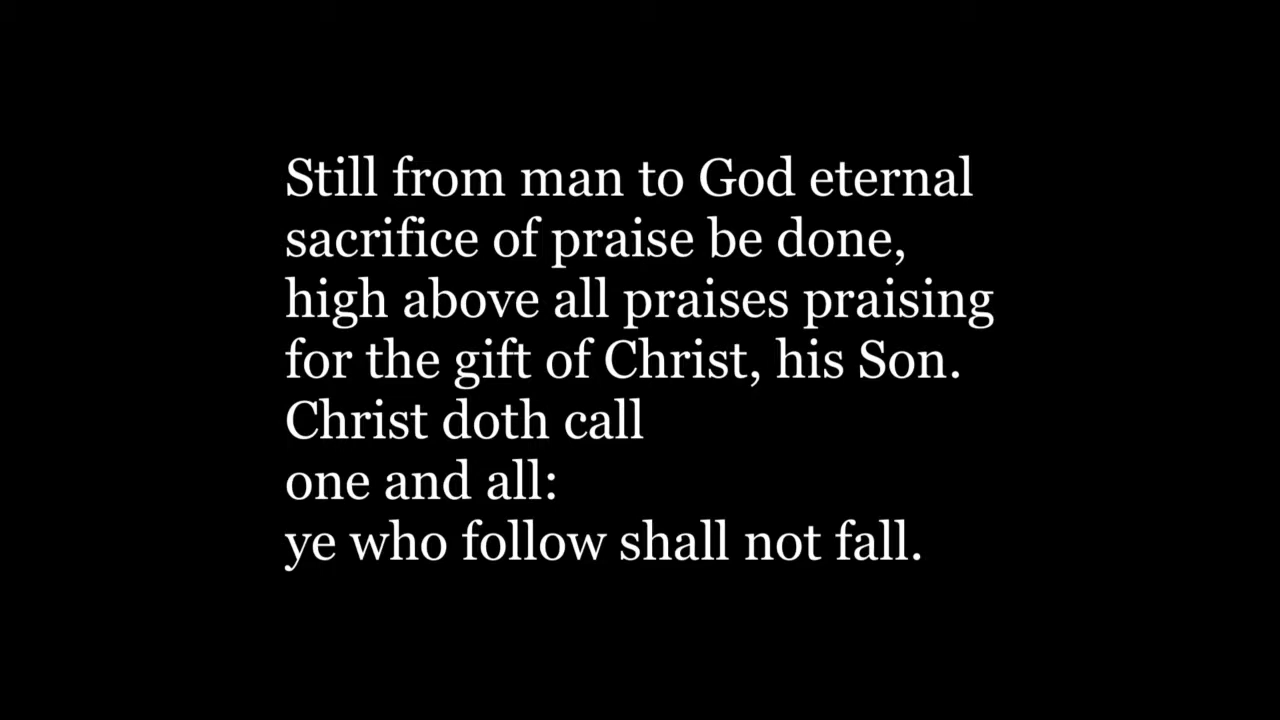 Still from man to God eternal
sacrifice of praise be done,
high above all praises praising
for the gift of Christ, his Son.
Christ doth call
one and all:
ye who follow shall not fall.